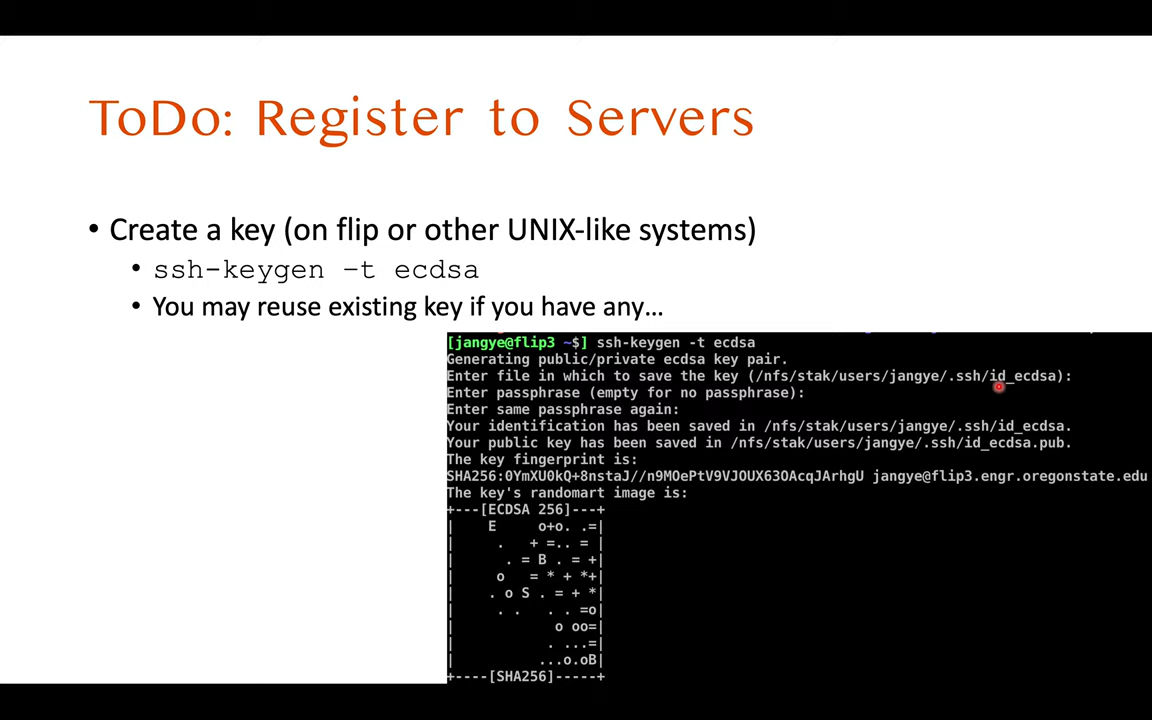 ToDo: Register to Servers
• Create a key (on flip or other UNIX-like systems)
• ssh-keygen –t ecdsa
• You may reuse existing key if you have any…
[jangye@flip3 ~$] ssh-keygen -t ecdsa
Generating public/private ecdsa key pair.
Enter file in which to save the key (/nfs/stak/users/jangye/.ssh/id_ecdsa):
Enter passphrase (empty for no passphrase):
Enter same passphrase again:
Your identification has been saved in /nfs/stak/users/jangye/.ssh/id_ecdsa.
Your public key has been saved in /nfs/stak/users/jangye/.ssh/id_ecdsa.pub.
The key fingerprint is:
SHA256:0YmXU0kQ+8nstaJ//n9MOePtV9VJOUX63OAcqJArhgU jangye@flip3.engr.oregonstate.edu
The key's randomart image is:
+---[ECDSA 256]---+
|    E     o+o. .=|
|     .   + =.. = |
|      . = B . = +|
|     o   = * + *+|
|    . o S . = + *|
|     . .   . . =o|
|            o oo=|
|           . ...=|
|          ...o.oB|
+----[SHA256]-----+